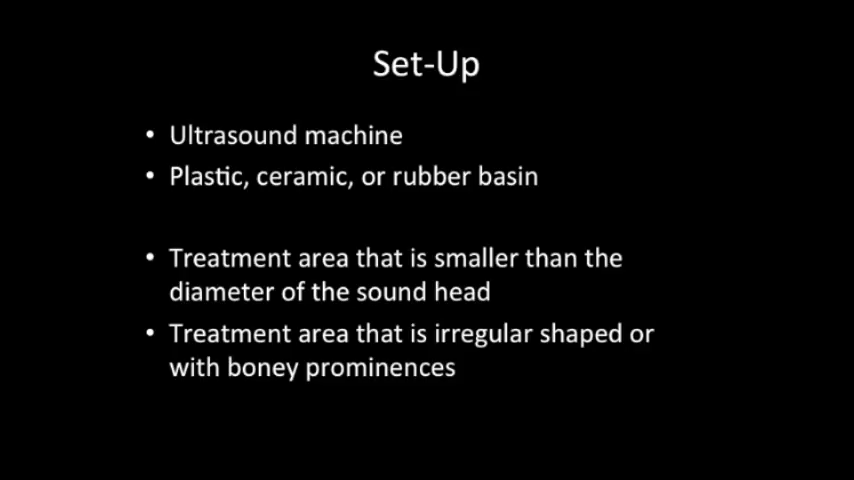 Set-Up
• Ultrasound machine
• Plastic, ceramic, or rubber basin
• Treatment area that is smaller than the
diameter of the sound head
• Treatment area that is irregular shaped or
with boney prominences